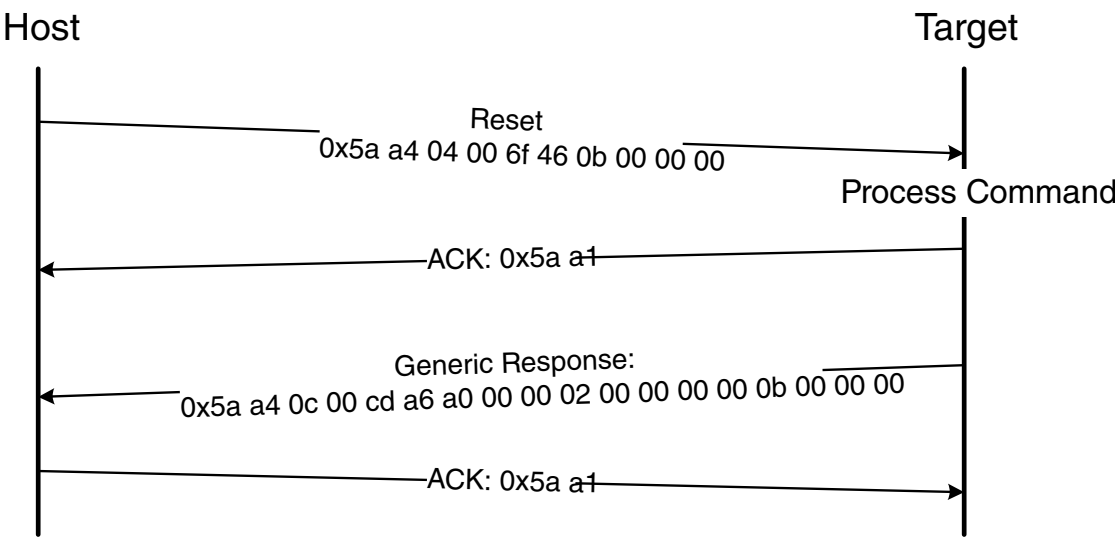 Host
Target
Reset
0x5a a4 04 00 6f 46 0b 00 00 00
Process Command
ACK: 0x5a a1
Generic Response:
0x5a a4 0c 00 cd a6 a0 00 00 02 00 00 00 00 0b 00 00 00
ACK: 0x5a a1